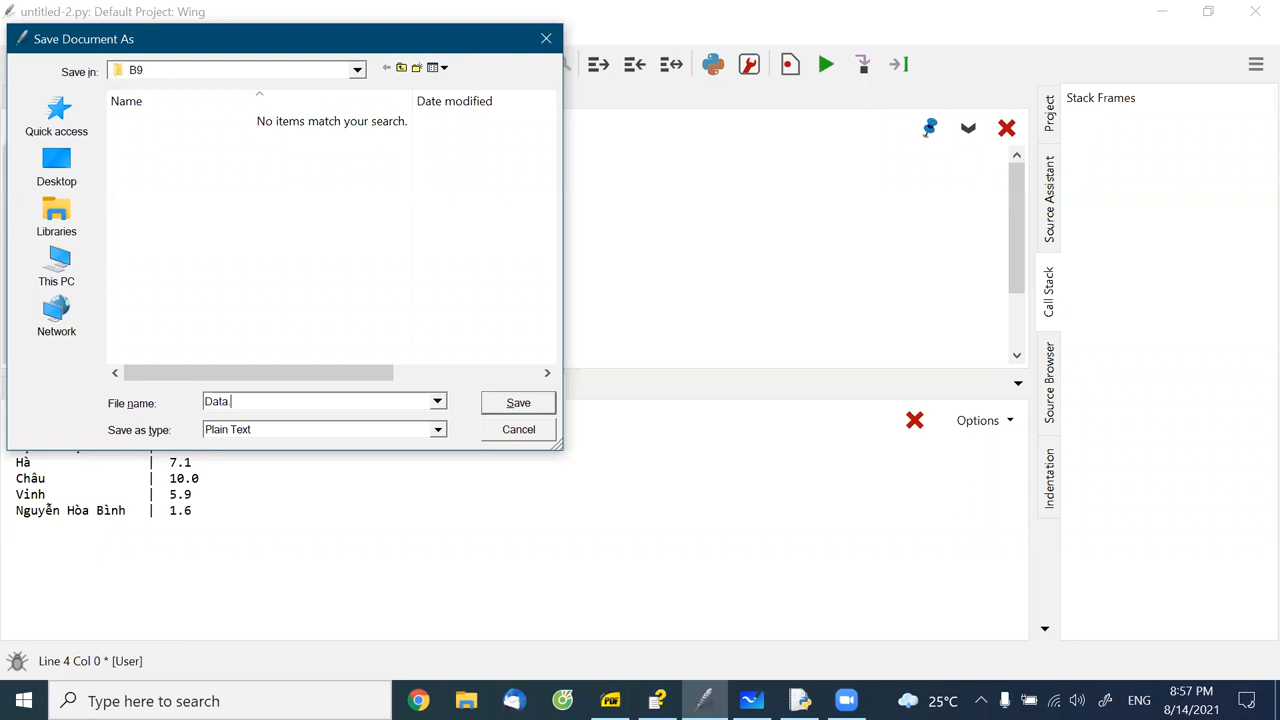 untitled-2.py: Default Project: Wing
Save Document As
Save in:
B9
Name
Date modified
No items match your search.
Quick access
Desktop
Libraries
This PC
Network
File name:
Data
Save
Save as type:
Plain Text
Cancel
Stack Frames
Project
Source Assistant
Call Stack
Source Browser
Indentation
Options
Hà | 7.1
Châu | 10.0
Vinh | 5.9
Nguyễn Hòa Bình | 1.6
Line 4 Col 0 * [User]
Type here to search
PDF
25°C
ENG
8:57 PM
8/14/2021